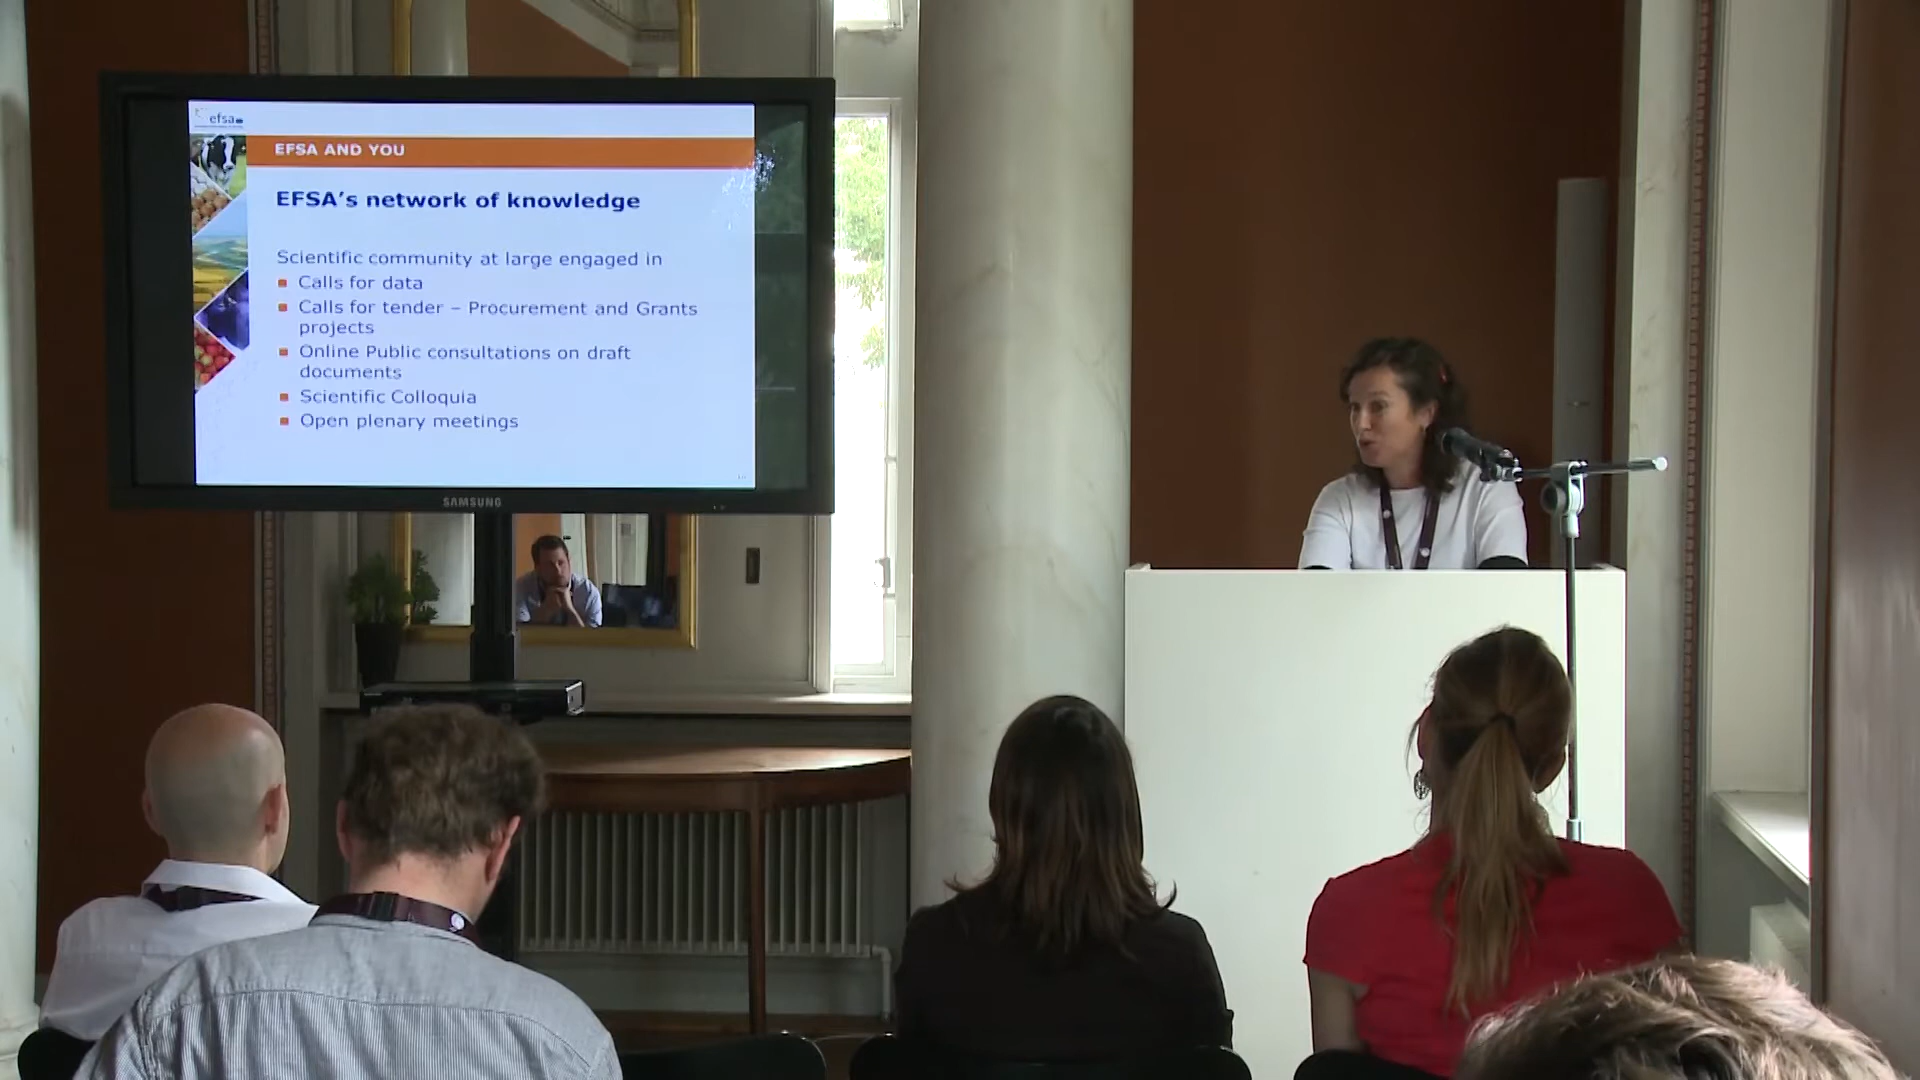 efsa
EFSA AND YOU
EFSA's network of knowledge
Scientific community at large engaged in
Calls for data
Calls for tender – Procurement and Grants
projects
Online Public consultations on draft
documents
Scientific Colloquia
Open plenary meetings
SAMSUNG